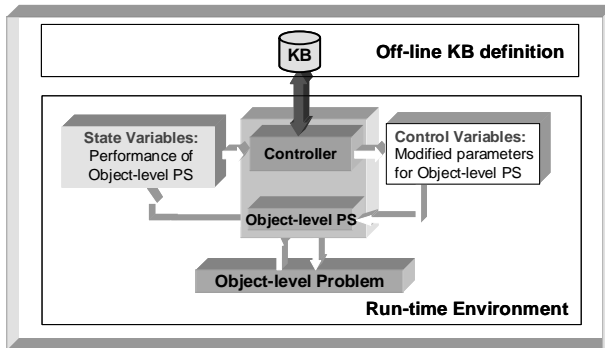 KB
Off-line KB definition
State Variables:
Performance of
Object-level PS
Controller
Control Variables:
Modified parameters
for Object-level PS
Object-level PS
Object-level Problem
Run-time Environment